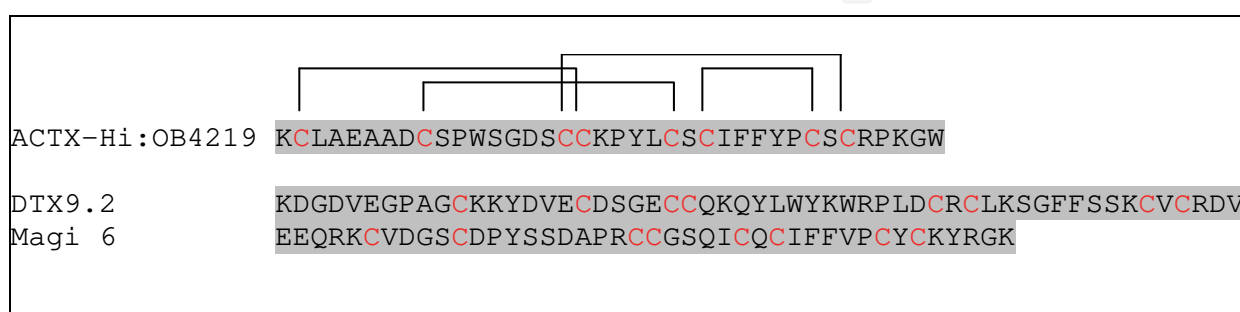 ACTX-Hi:OB4219 KCLAEAADCSPWSGDSCCKPYLCSCIFFYPCSCRPKGW
DTX9.2 KDGDVEGPAGCKKYDVECDSGECCQKQYLWYKWRPLDCRCLKSGFFSSKCVCRDV
Magi 6 EEQRKCVDGSCDPYSSDAPRCCGSQICQCIFFVPCYCKYRGK